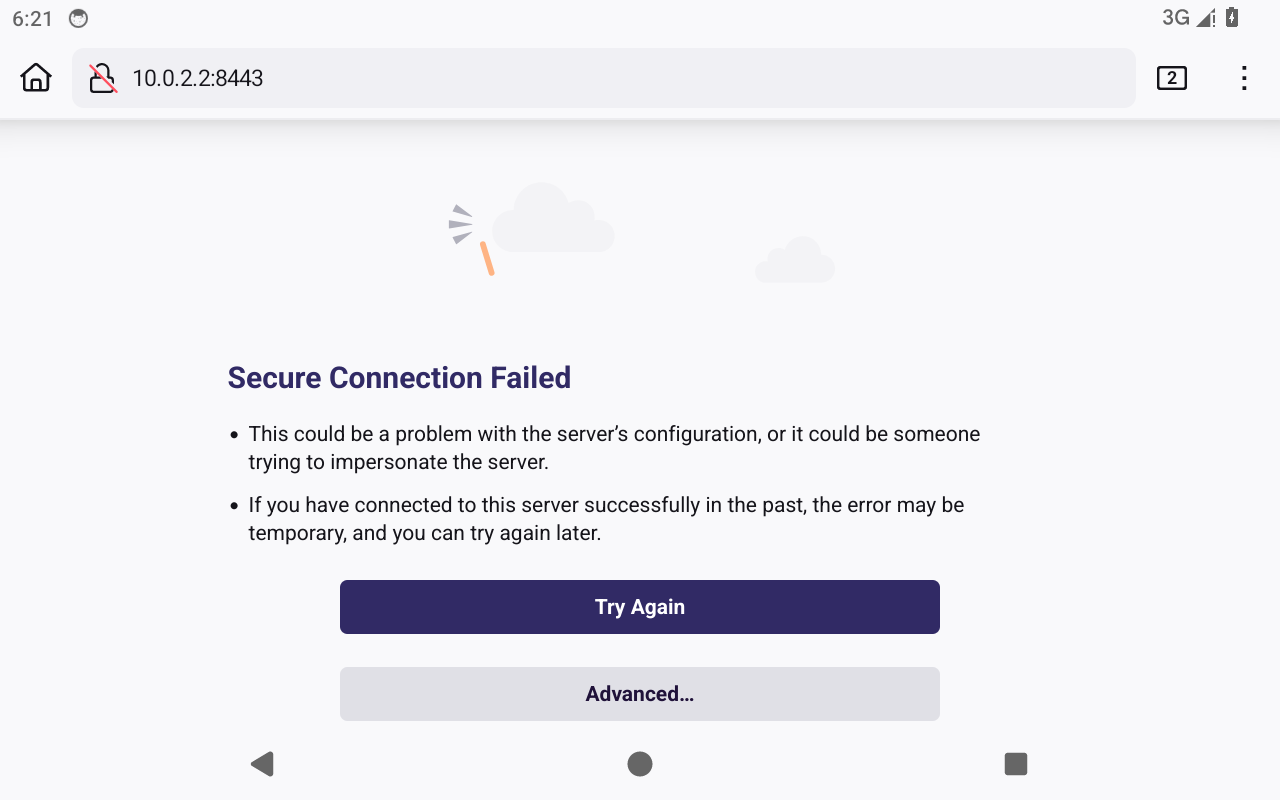 6:21
3G
10.0.2.2:8443
2
Secure Connection Failed
• This could be a problem with the server’s configuration, or it could be someone
trying to impersonate the server.
• If you have connected to this server successfully in the past, the error may be
temporary, and you can try again later.
Try Again
Advanced…